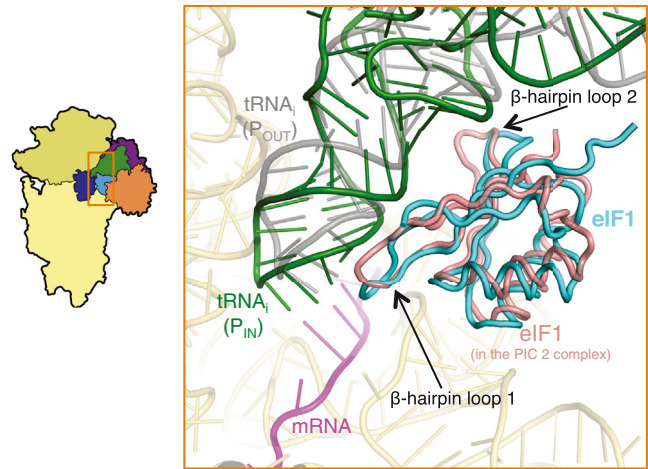 β-hairpin loop 2
tRNAi
(POUT)
eIF1
tRNAi
(PIN)
eIF1
(in the PIC 2 complex)
β-hairpin loop 1
mRNA